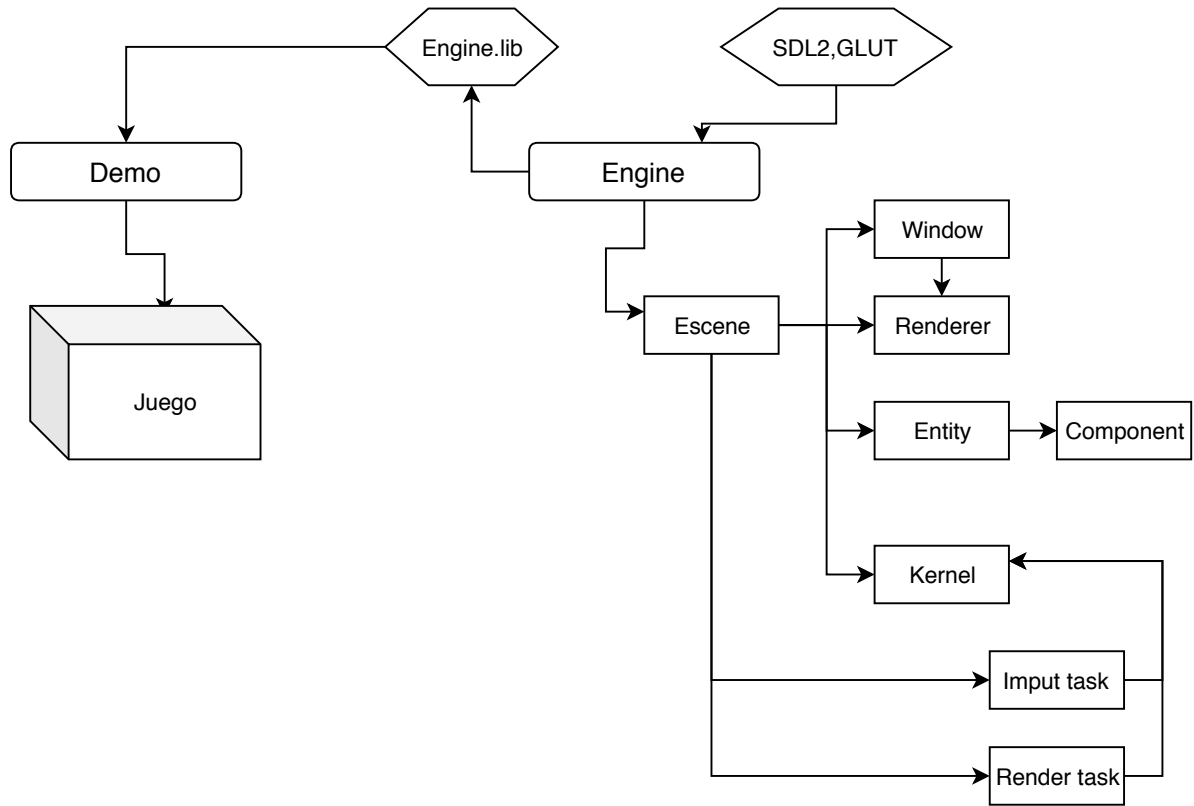 Engine.lib
SDL2,GLUT
Demo
Engine
Window
Escene
Renderer
Juego
Entity
Component
Kernel
Imput task
Render task